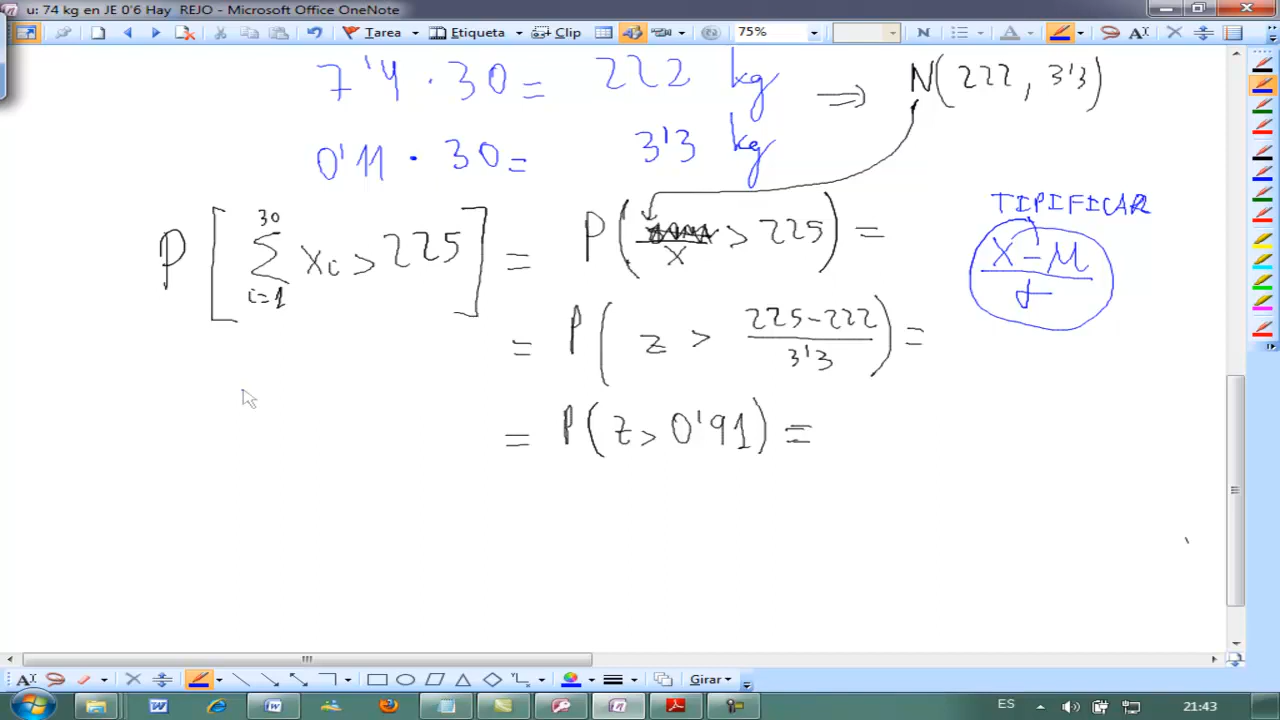 u: 74 kg en JE 0'6 Hay REJO - Microsoft Office OneNote
Tarea Etiqueta Clip 75% N A
7'4 · 30 = 222 kg ⇒ N(222, 3'3)
0'11 · 30 = 3'3 kg
TIPIFICAR
P[ 30 ∑ i=1 xi > 225 ] = P( x > 225 ) =
x - μ / σ
= P( z > 225-222 / 3'3 ) =
= P( z > 0'91 ) =
Girar
ES 21:43